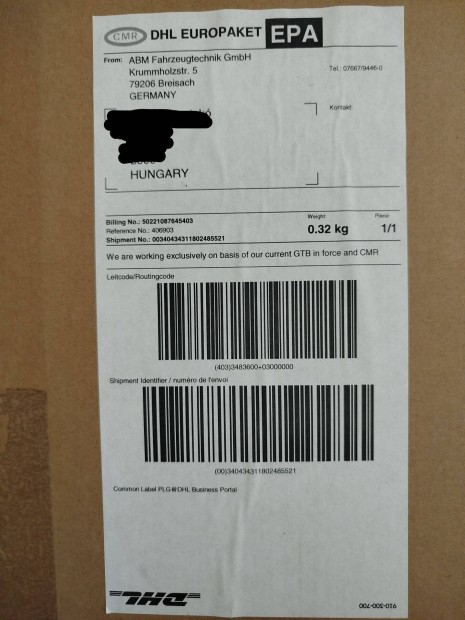 CMR DHL EUROPAKET EPA
From: ABM Fahrzeugtechnik GmbH
Krummholzstr. 5
79206 Breisach
GERMANY
Tel.: 07667/9446-0
Kontakt:
HUNGARY
Billing No.: 50221087645403
Reference No.: 406903
Shipment No.: 00340434311802485521
Weight
0.32 kg
Piece
1/1
We are working exclusively on basis of our current GTB in force and CMR
Leitcode/Routingcode
(403)3483600+03000000
Shipment Identifier / numéro de l'envoi
(00)340434311802485521
Common Label PLG@DHL Business Portal
DHL
910-300-700